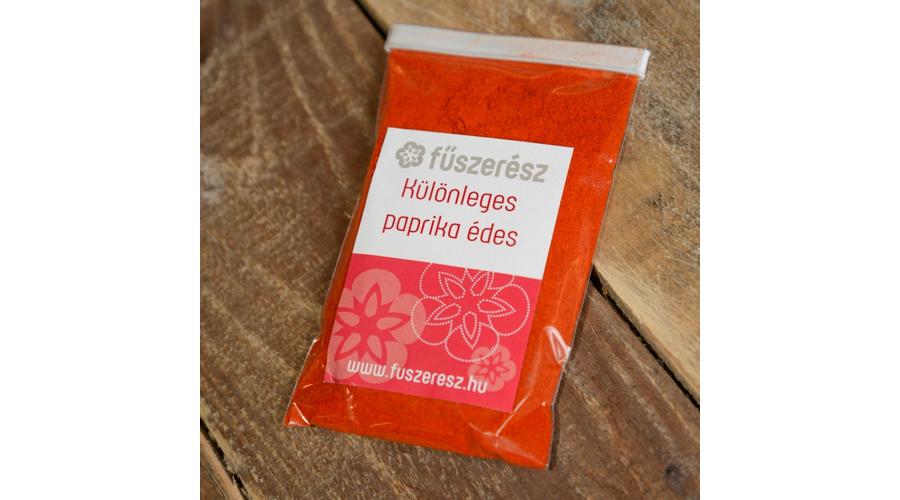 fűszerész
Különleges
paprika édes
www.fuszeresz.hu